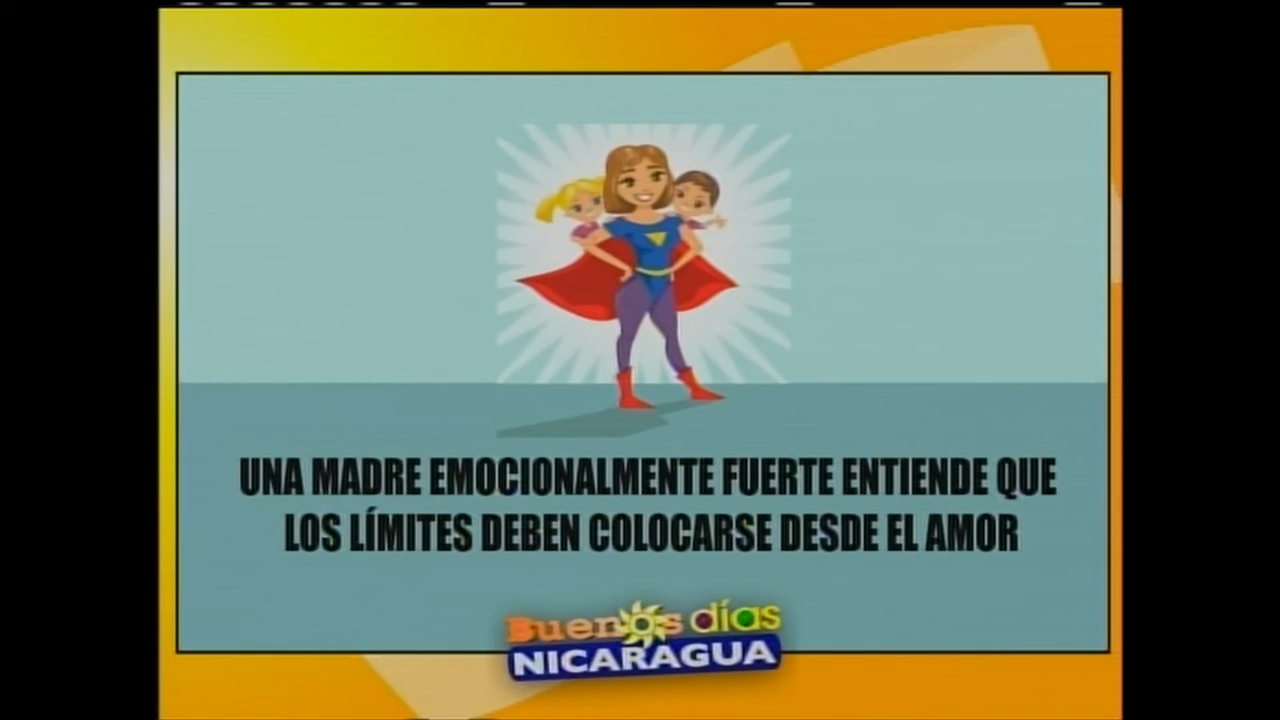 UNA MADRE EMOCIONALMENTE FUERTE ENTIENDE QUE
LOS LÍMITES DEBEN COLOCARSE DESDE EL AMOR
Buenos días
NICARAGUA